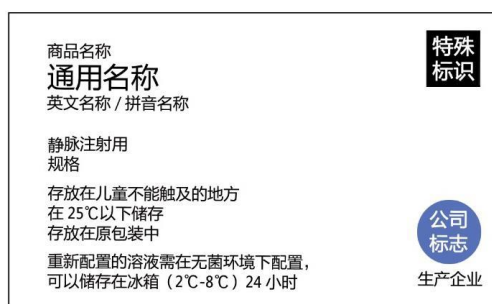 商品名称
通用名称
英文名称 / 拼音名称
特殊
标识
静脉注射用
规格
存放在儿童不能触及的地方
在 25℃以下储存
存放在原包装中
重新配置的溶液需在无菌环境下配置，
可以储存在冰箱（2℃-8℃）24 小时
公司
标志
生产企业